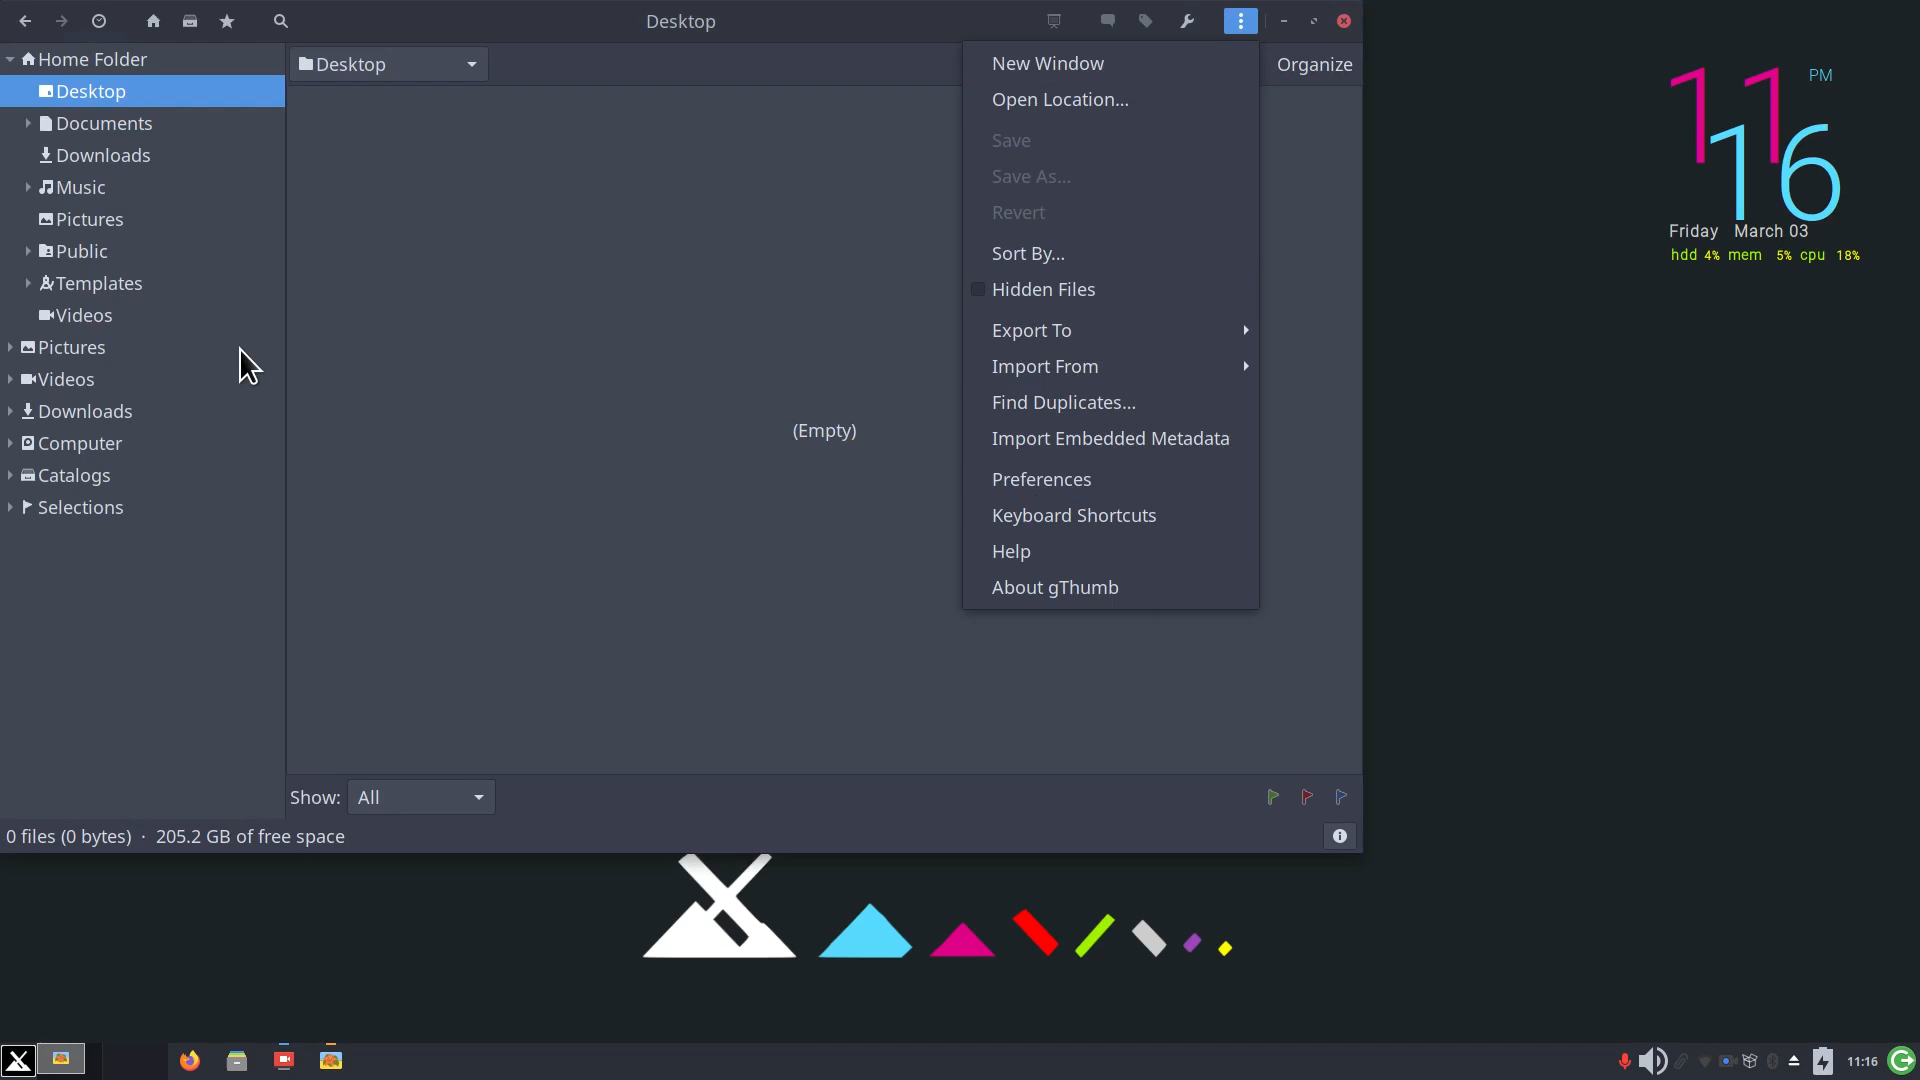 Desktop
Home Folder
Desktop
Documents
Downloads
Music
Pictures
Public
Templates
Videos
Pictures
Videos
Downloads
Computer
Catalogs
Selections
Desktop
Organize
(Empty)
New Window
Open Location...
Save
Save As...
Revert
Sort By...
Hidden Files
Export To
Import From
Find Duplicates...
Import Embedded Metadata
Preferences
Keyboard Shortcuts
Help
About gThumb
Show: All
0 files (0 bytes) · 205.2 GB of free space
11 PM
16
Friday March 03
hdd 4% mem 5% cpu 18%
11:16